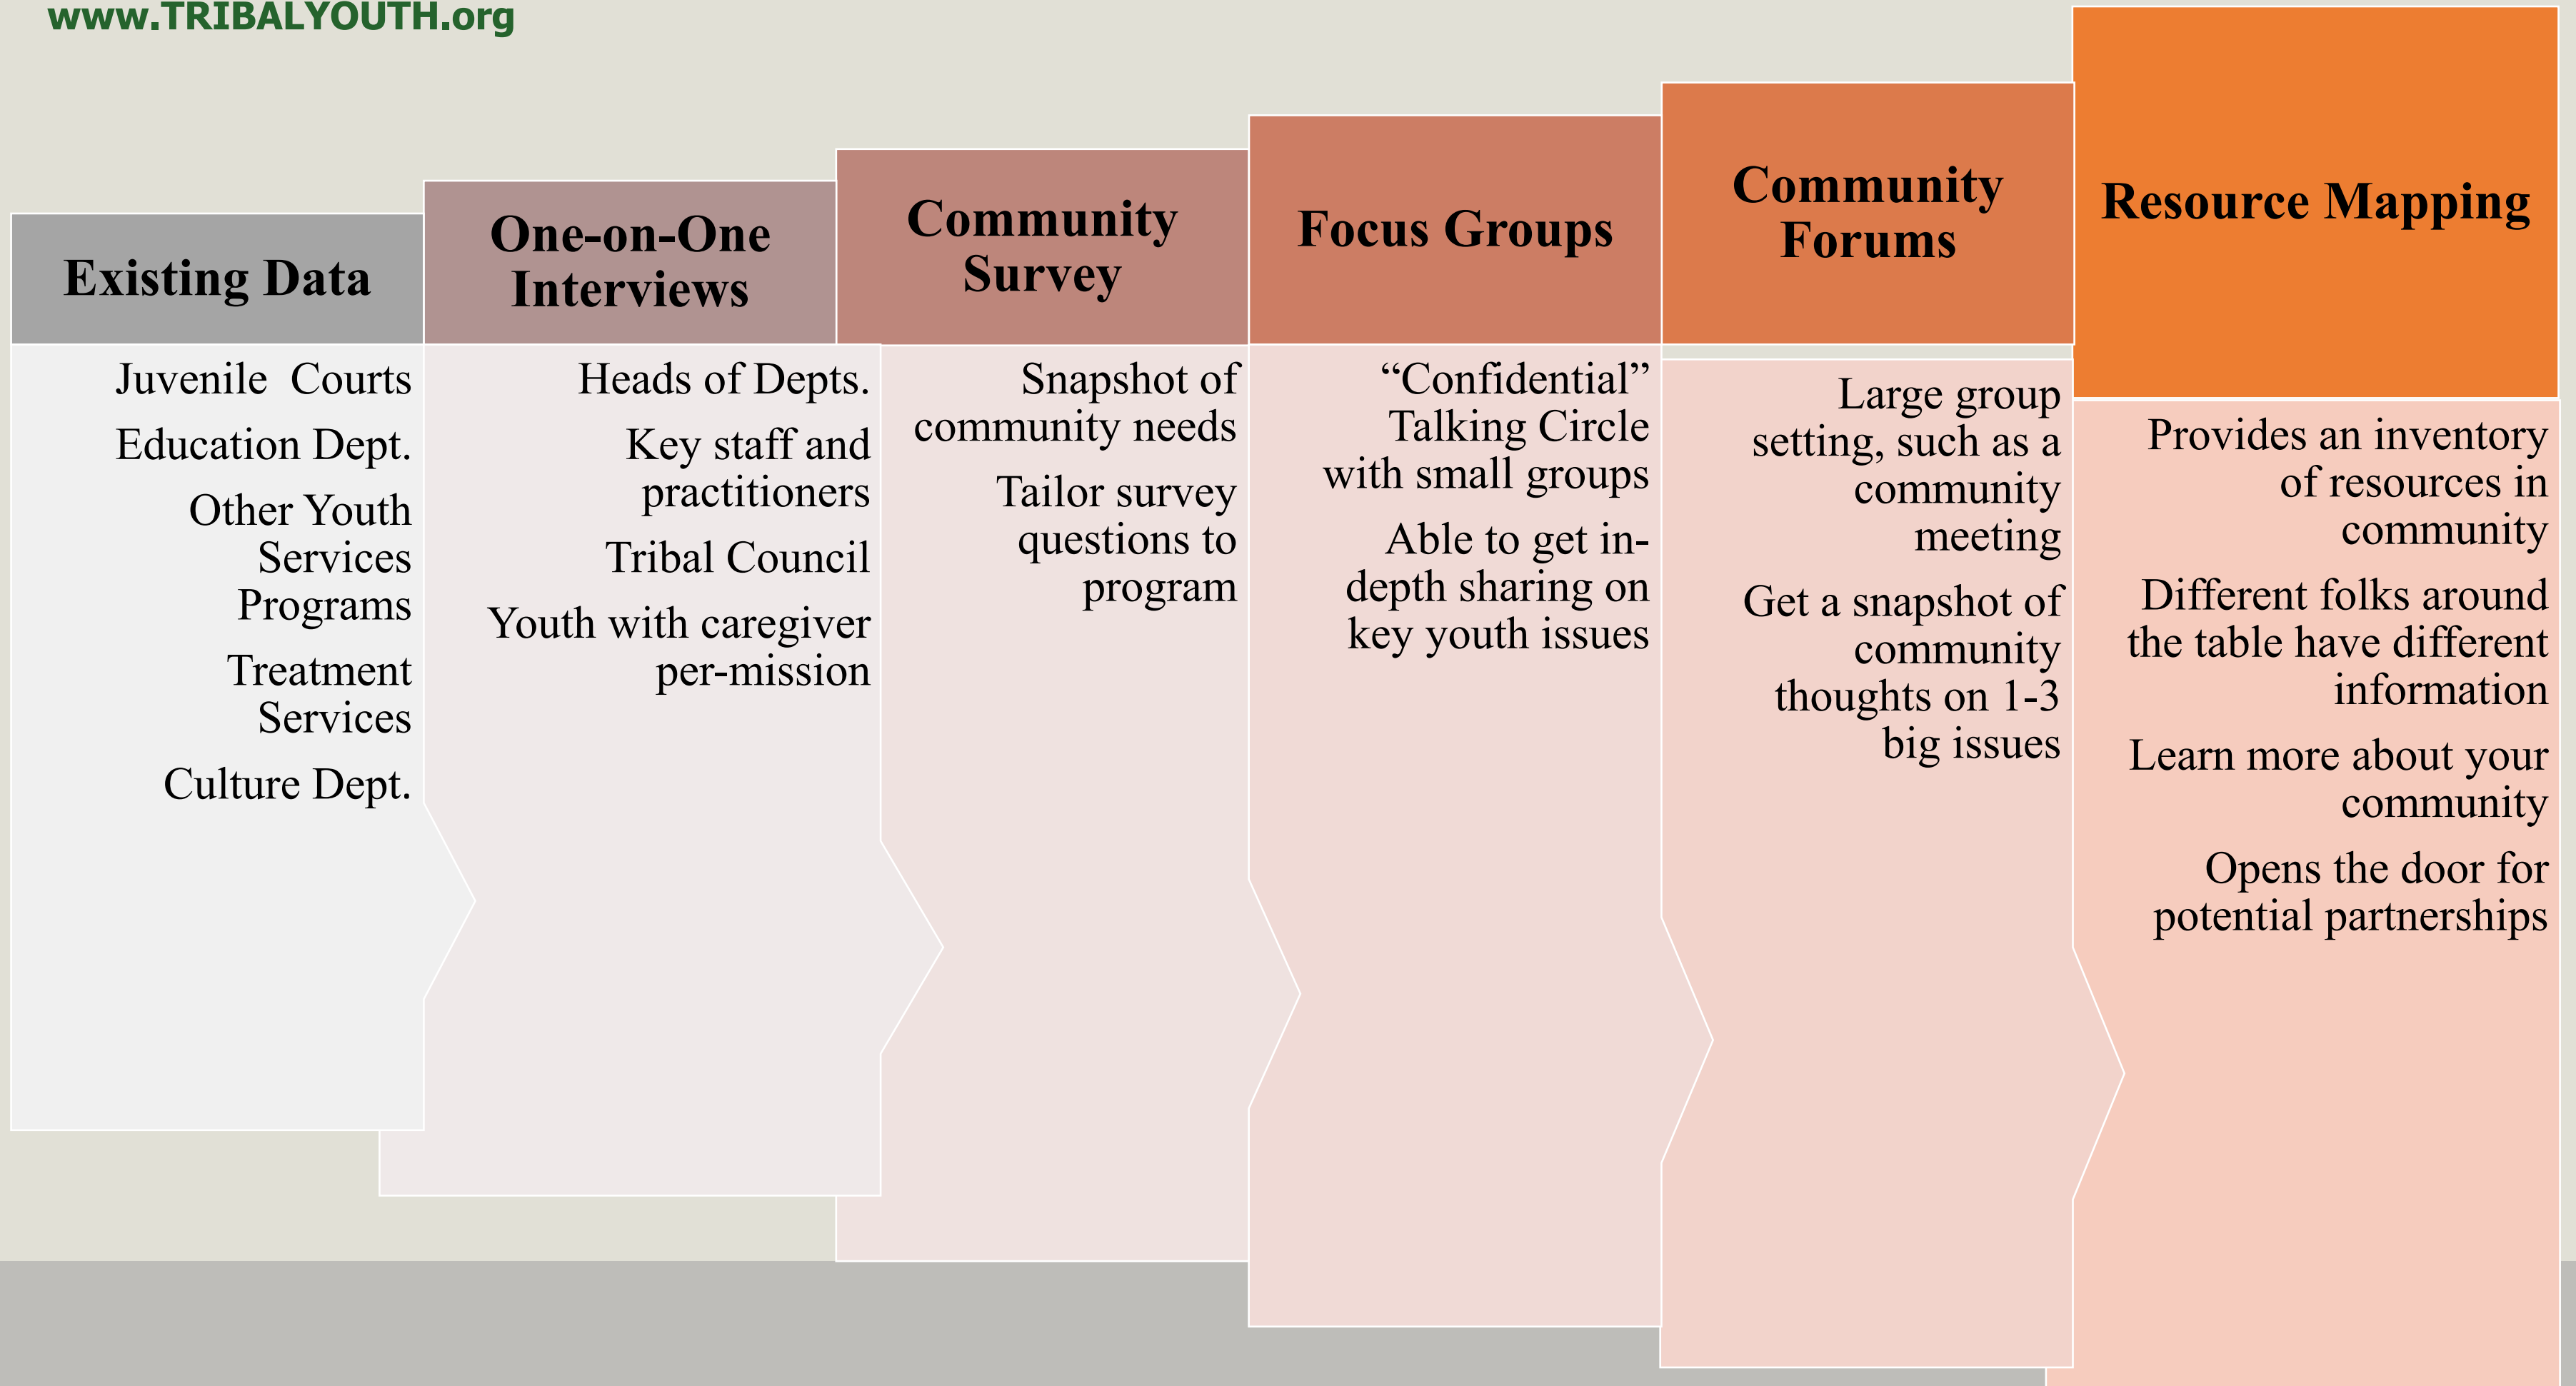 www.TRIBALYOUTH.org
Existing Data
Juvenile Courts
Education Dept.
Other Youth
Services
Programs
Treatment
Services
Culture Dept.
One-on-One
Interviews
Heads of Depts.
Key staff and
practitioners
Tribal Council
Youth with caregiver
per-mission
Community
Survey
Snapshot of
community needs
Tailor survey
questions to
program
Focus Groups
“Confidential”
Talking Circle
with small groups
Able to get in-
depth sharing on
key youth issues
Community
Forums
Large group
setting, such as a
community
meeting
Get a snapshot of
community
thoughts on 1-3
big issues
Resource Mapping
Provides an inventory
of resources in
community
Different folks around
the table have different
information
Learn more about your
community
Opens the door for
potential partnerships